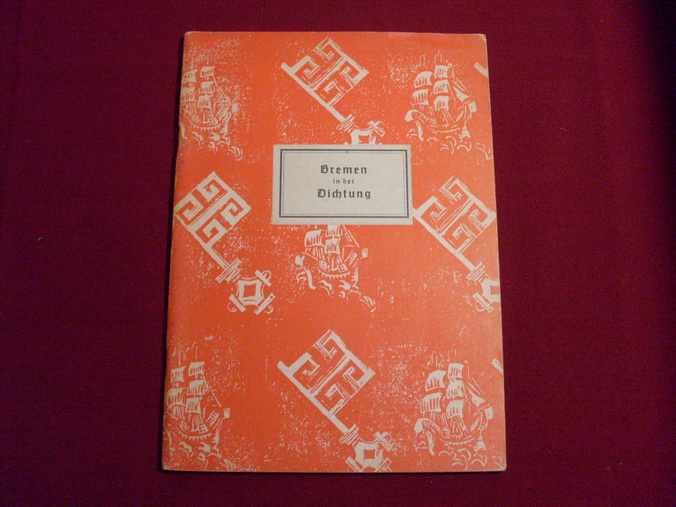 Bremen
in der
Dichtung